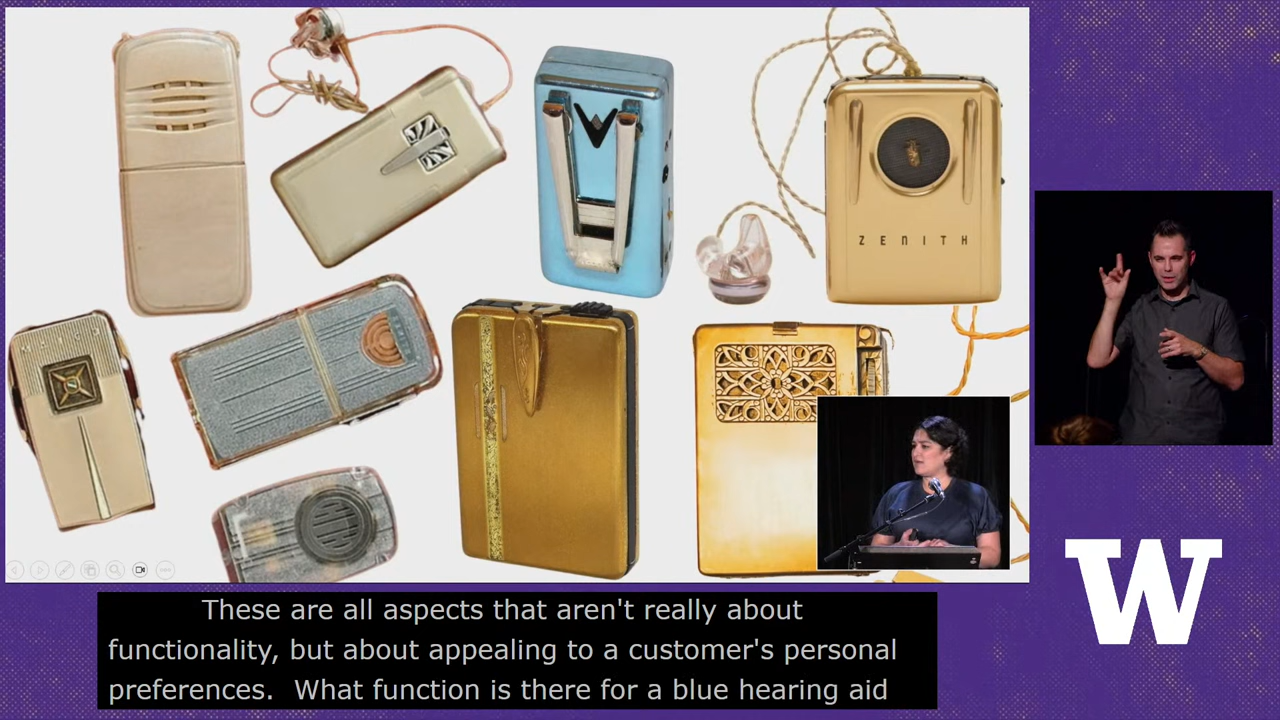 ZENITH
W
These are all aspects that aren't really about
functionality, but about appealing to a customer's personal
preferences.  What function is there for a blue hearing aid